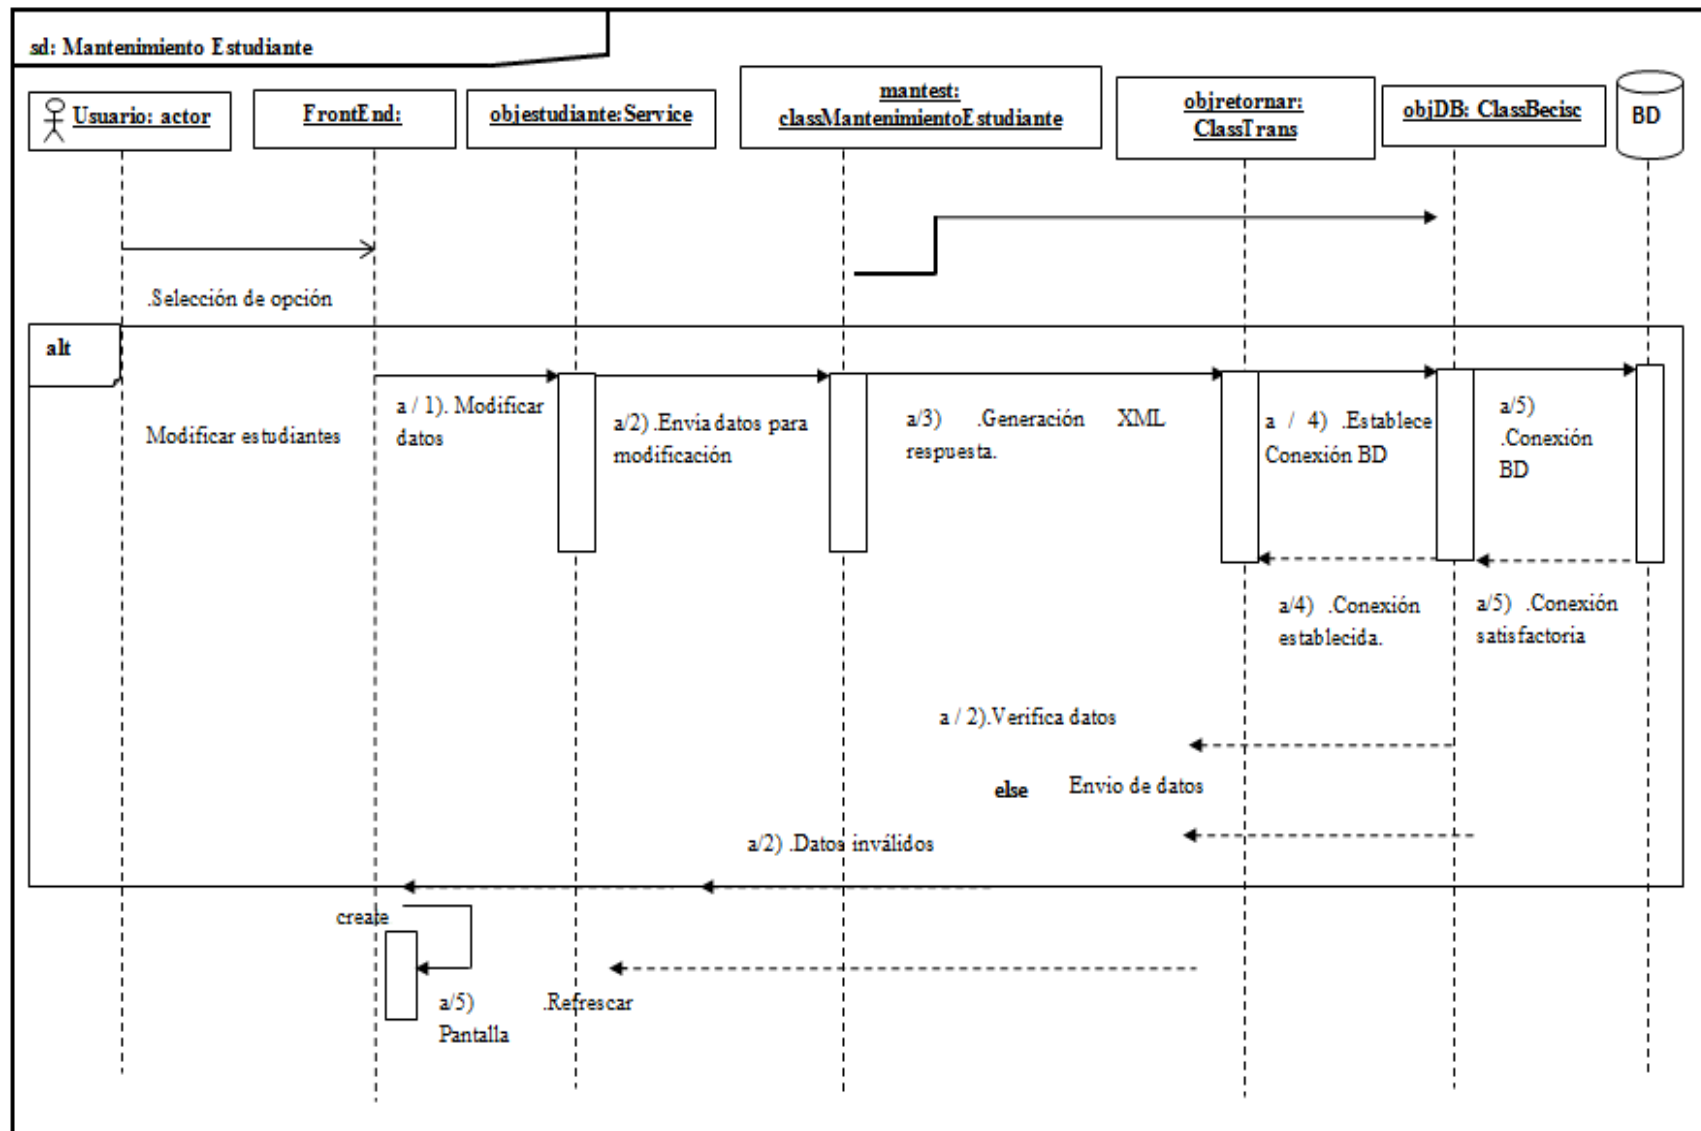 sd: Mantenimiento Estudiante
Usuario: actor
FrontEnd:
objestudiante:Service
mantest:
classMantenimientoEstudiante
objretornar:
ClassTrans
objDB: ClassBecisc
BD
.Selección de opción
alt
Modificar estudiantes
a / 1). Modificar
datos
a/2) .Envía datos para
modificación
a/3) .Generación XML
respuesta.
a / 4) .Establece
Conexión BD
a/5)
.Conexión
BD
a/4) .Conexión
establecida.
a/5) .Conexión
satisfactoria
a / 2).Verifica datos
else Envio de datos
a/2) .Datos inválidos
create
a/5) .Refrescar
Pantalla